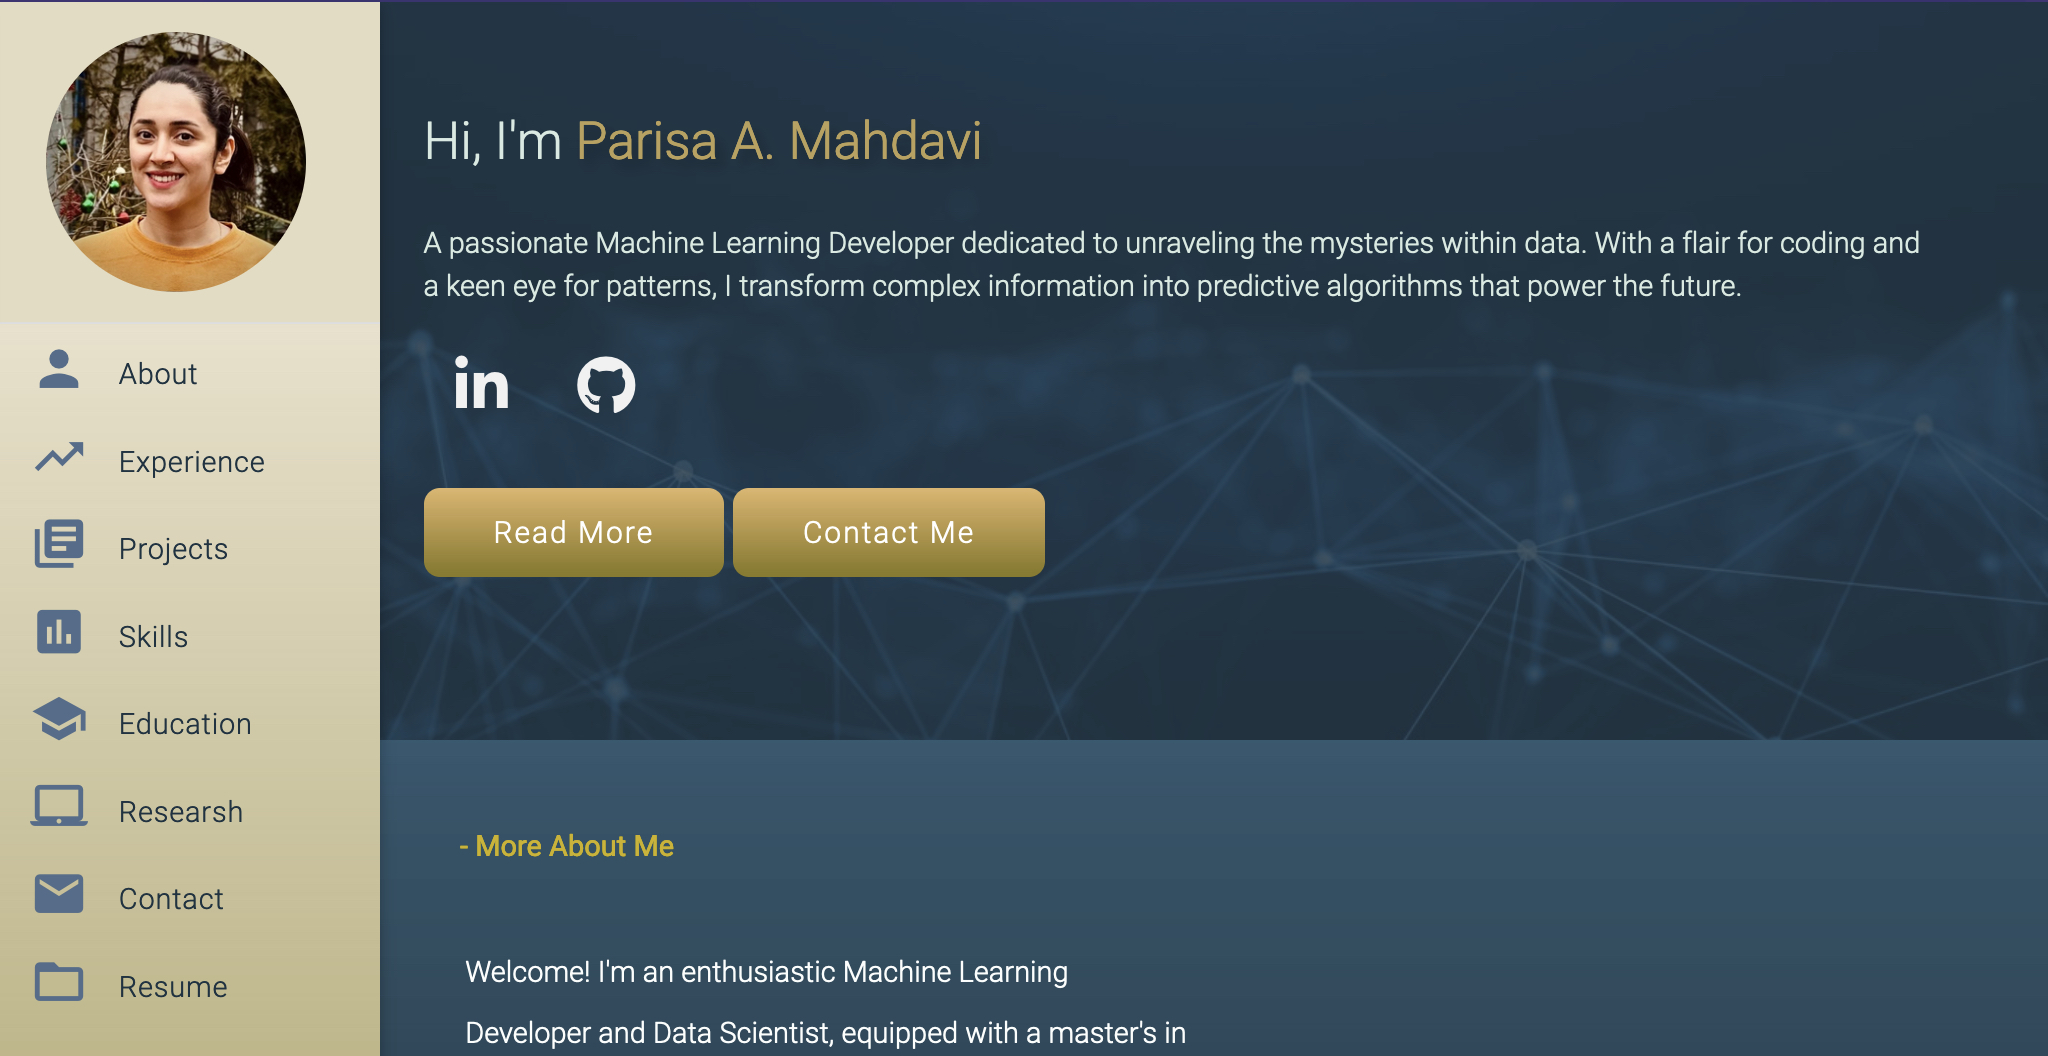 About
Experience
Projects
Skills
Education
Researsh
Contact
Resume
Hi, I'm Parisa A. Mahdavi
A passionate Machine Learning Developer dedicated to unraveling the mysteries within data. With a flair for coding and
a keen eye for patterns, I transform complex information into predictive algorithms that power the future.
in
Read More
Contact Me
- More About Me
Welcome! I'm an enthusiastic Machine Learning
Developer and Data Scientist, equipped with a master's in